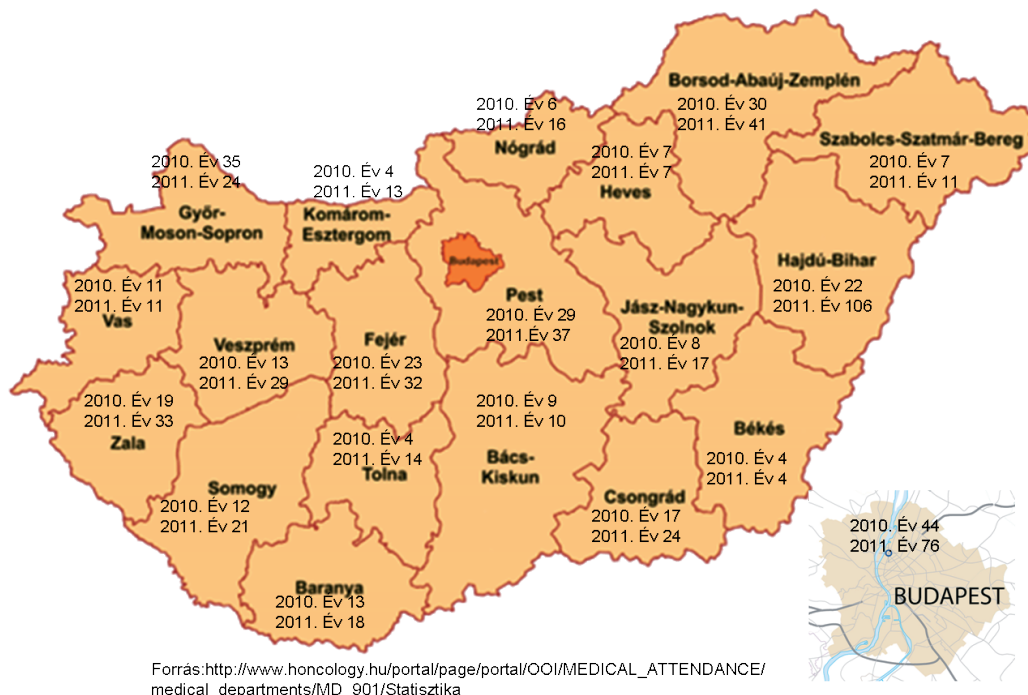 Borsod-Abaúj-Zemplén
2010. Év 30
2011. Év 41
2010. Év 6
2011. Év 16
Nógrád
Szabolcs-Szatmár-Bereg
2010. Év 7
2011. Év 11
2010. Év 7
2011. Év 7
Heves
2010. Év 35
2011. Év 24
Győr-
Moson-Sopron
2010. Év 4
2011. Év 13
Komárom-
Esztergom
Budapest
Hajdú-Bihar
2010. Év 22
2011. Év 106
2010. Év 11
2011. Év 11
Vas
Pest
2010. Év 29
2011.Év 37
Jász-Nagykun-
Szolnok
2010. Év 8
2011. Év 17
Veszprém
2010. Év 13
2011. Év 29
Fejér
2010. Év 23
2011. Év 32
2010. Év 19
2011. Év 33
Zala
2010. Év 9
2011. Év 10
Bács-
Kiskun
Békés
2010. Év 4
2011. Év 4
2010. Év 4
2011. Év 14
Tolna
Somogy
2010. Év 12
2011. Év 21
Csongrád
2010. Év 17
2011. Év 24
Baranya
2010. Év 13
2011. Év 18
2010. Év 44
2011. Év 76
BUDAPEST
Forrás:http://www.honcology.hu/portal/page/portal/OOI/MEDICAL_ATTENDANCE/
medical_departments/MD_901/Statisztika